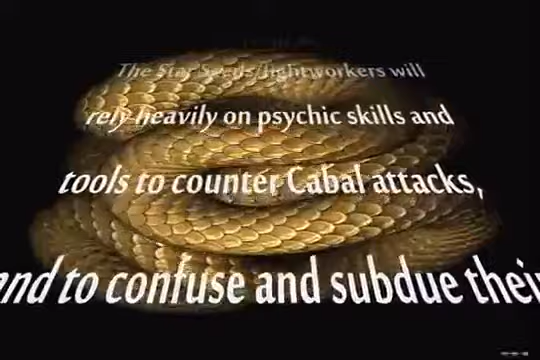 The Star Seeds/lightworkers will
rely heavily on psychic skills and
tools to counter Cabal attacks,
and to confuse and subdue their